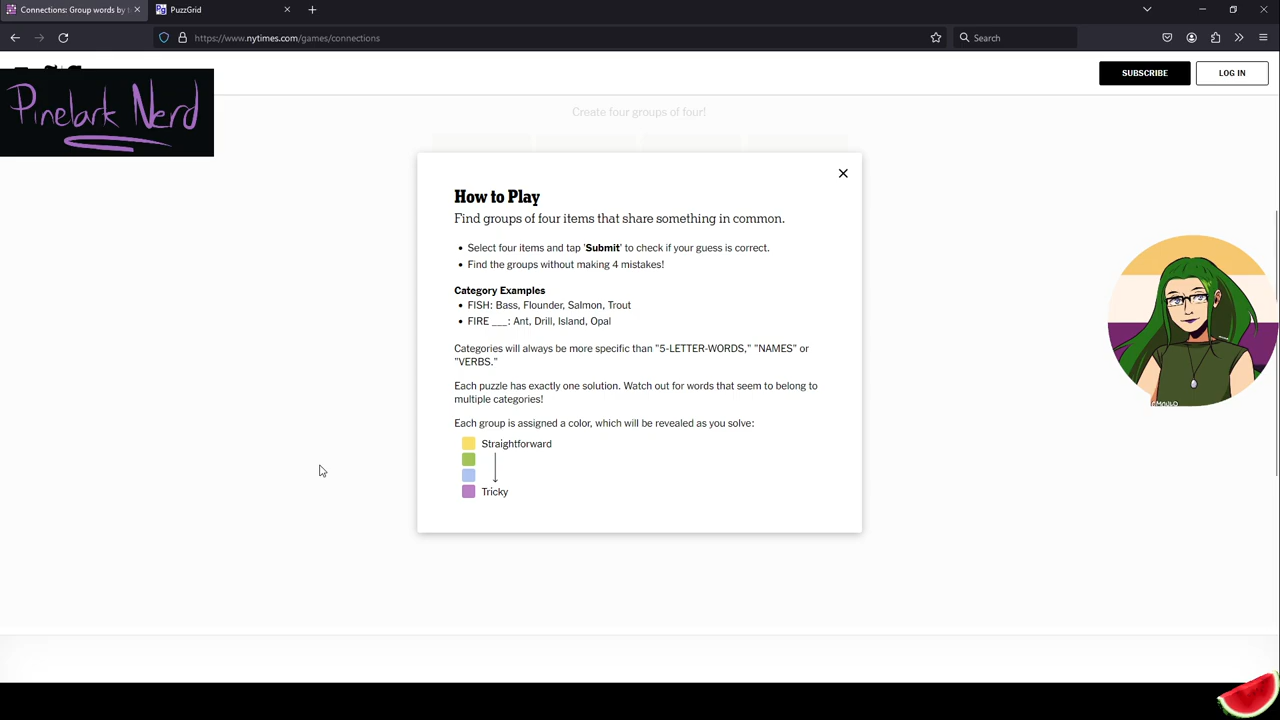 Connections: Group words by
PuzzGrid
https://www.nytimes.com/games/connections
Search
SUBSCRIBE
LOG IN
Pinelark Nerd
Create four groups of four!
How to Play
Find groups of four items that share something in common.
• Select four items and tap 'Submit' to check if your guess is correct.
• Find the groups without making 4 mistakes!
Category Examples
• FISH: Bass, Flounder, Salmon, Trout
• FIRE ___: Ant, Drill, Island, Opal
Categories will always be more specific than "5-LETTER-WORDS," "NAMES" or
"VERBS."
Each puzzle has exactly one solution. Watch out for words that seem to belong to
multiple categories!
Each group is assigned a color, which will be revealed as you solve:
Straightforward
Tricky